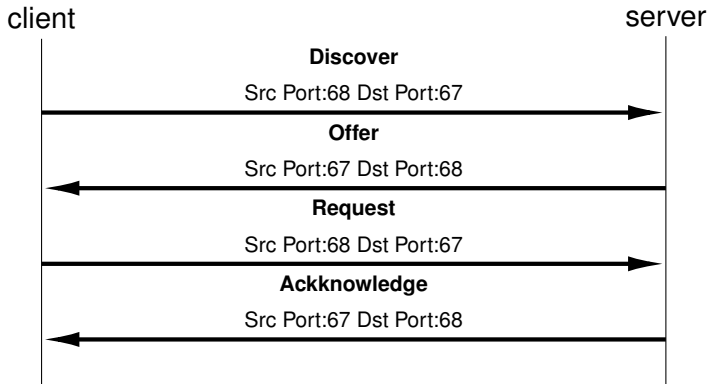 client
server
Discover
Src Port:68 Dst Port:67
Offer
Src Port:67 Dst Port:68
Request
Src Port:68 Dst Port:67
Ackknowledge
Src Port:67 Dst Port:68